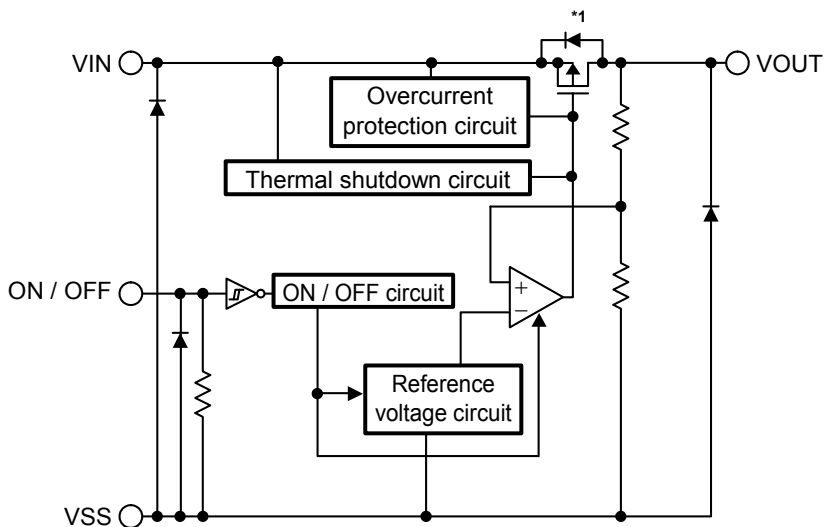 *1
VIN
VOUT
Overcurrent
protection circuit
Thermal shutdown circuit
ON / OFF
ON / OFF circuit
+
−
Reference
voltage circuit
VSS